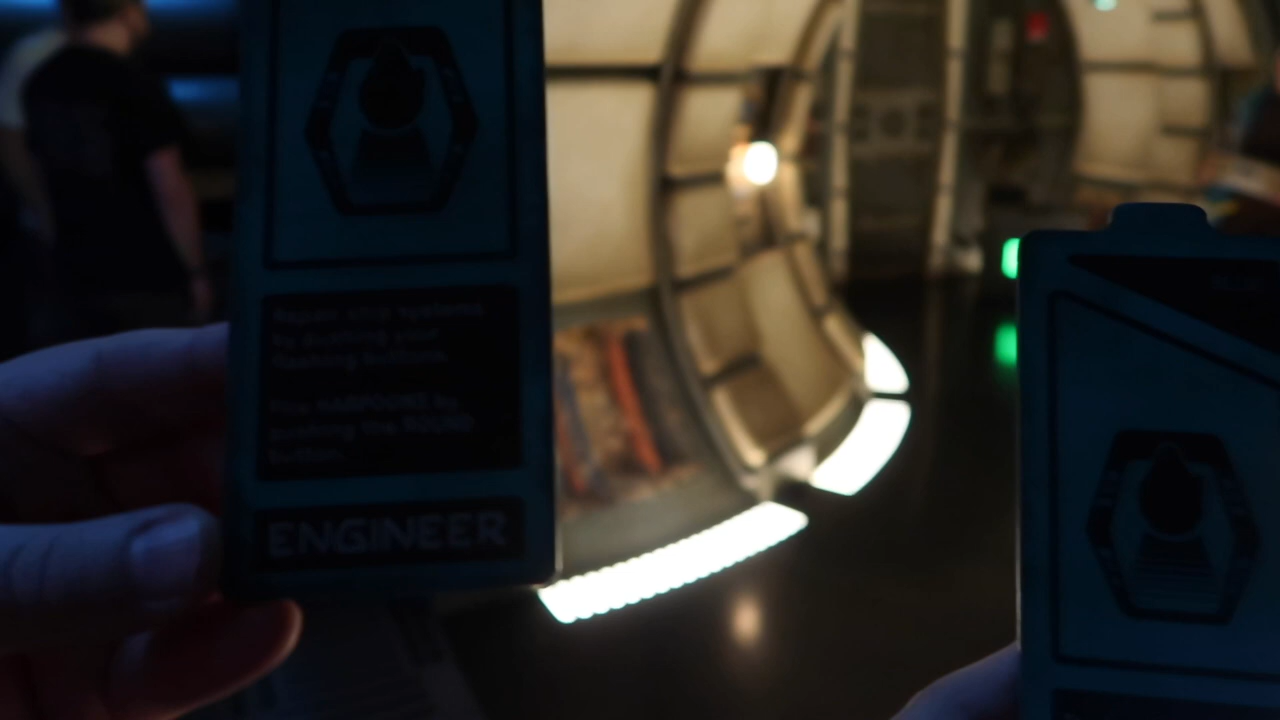 Repair ship systems
by pushing your
flashing buttons.
Fire HARPOONS by
pushing the ROUND
button.
ENGINEER